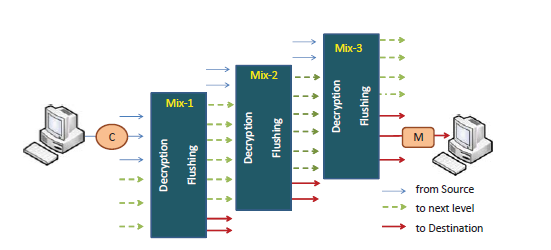 Mix-1
Decryption
Flushing
Mix-2
Decryption
Flushing
Mix-3
Decryption
Flushing
C
M
from Source
to next level
to Destination